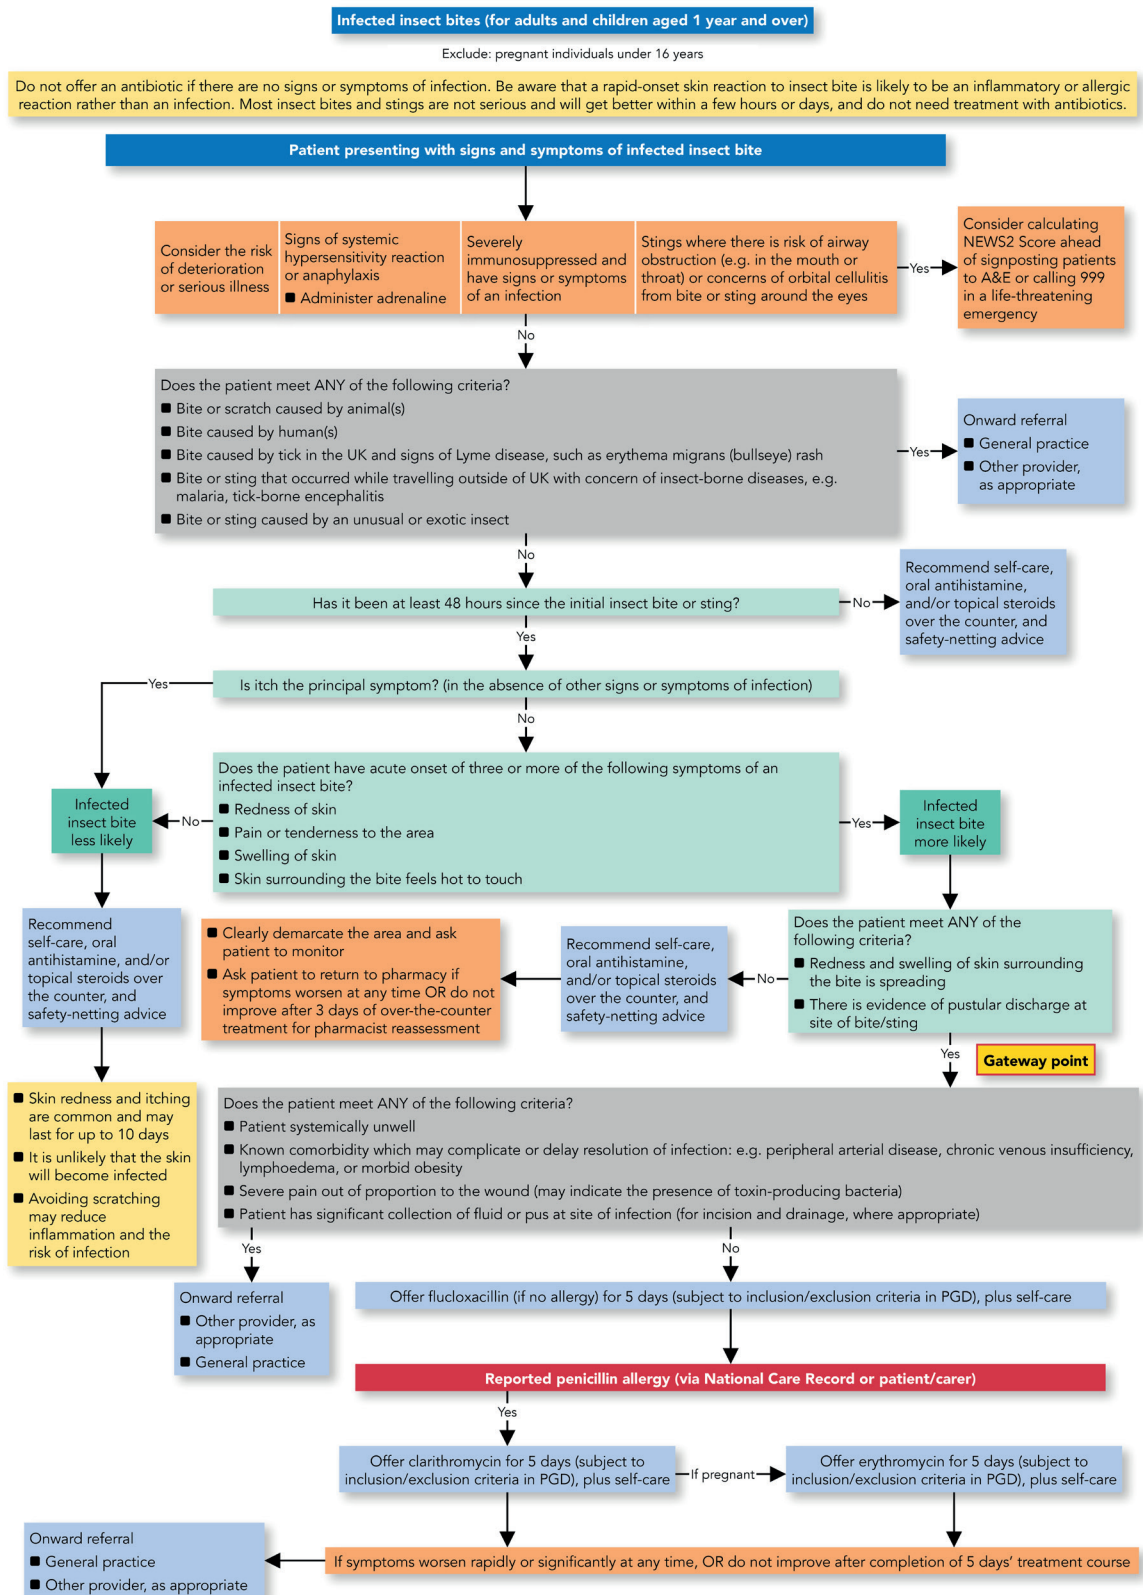 Infected insect bites (for adults and children aged 1 year and over)
Exclude: pregnant individuals under 16 years
Do not offer an antibiotic if there are no signs or symptoms of infection. Be aware that a rapid-onset skin reaction to insect bite is likely to be an inflammatory or allergic
reaction rather than an infection. Most insect bites and stings are not serious and will get better within a few hours or days, and do not need treatment with antibiotics.
Patient presenting with signs and symptoms of infected insect bite
Consider the risk
of deterioration
or serious illness
Signs of systemic
hypersensitivity reaction
or anaphylaxis
■ Administer adrenaline
Severely
immunosuppressed and
have signs or symptoms
of an infection
Stings where there is risk of airway
obstruction (e.g. in the mouth or
throat) or concerns of orbital cellulitis
from bite or sting around the eyes
Yes
Consider calculating
NEWS2 Score ahead
of signposting patients
to A&E or calling 999
in a life-threatening
emergency
No
Does the patient meet ANY of the following criteria?
■ Bite or scratch caused by animal(s)
■ Bite caused by human(s)
■ Bite caused by tick in the UK and signs of Lyme disease, such as erythema migrans (bullseye) rash
■ Bite or sting that occurred while travelling outside of UK with concern of insect-borne diseases, e.g.
malaria, tick-borne encephalitis
■ Bite or sting caused by an unusual or exotic insect
Yes
Onward referral
■ General practice
■ Other provider,
as appropriate
No
Has it been at least 48 hours since the initial insect bite or sting?
No
Recommend self-care,
oral antihistamine,
and/or topical steroids
over the counter, and
safety-netting advice
Yes
Is itch the principal symptom? (in the absence of other signs or symptoms of infection)
Yes
No
Does the patient have acute onset of three or more of the following symptoms of an
infected insect bite?
■ Redness of skin
■ Pain or tenderness to the area
■ Swelling of skin
■ Skin surrounding the bite feels hot to touch
No
Infected
insect bite
less likely
Yes
Infected
insect bite
more likely
Recommend
self-care, oral
antihistamine, and/or
topical steroids over
the counter, and
safety-netting advice
■ Clearly demarcate the area and ask
patient to monitor
■ Ask patient to return to pharmacy if
symptoms worsen at any time OR do not
improve after 3 days of over-the-counter
treatment for pharmacist reassessment
Recommend self-care,
oral antihistamine,
and/or topical steroids
over the counter, and
safety-netting advice
No
Does the patient meet ANY of the
following criteria?
■ Redness and swelling of skin surrounding
the bite is spreading
■ There is evidence of pustular discharge at
site of bite/sting
Yes
Gateway point
■ Skin redness and itching
are common and may
last for up to 10 days
■ It is unlikely that the skin
will become infected
■ Avoiding scratching
may reduce
inflammation and the
risk of infection
Does the patient meet ANY of the following criteria?
■ Patient systemically unwell
■ Known comorbidity which may complicate or delay resolution of infection: e.g. peripheral arterial disease, chronic venous insufficiency,
lymphoedema, or morbid obesity
■ Severe pain out of proportion to the wound (may indicate the presence of toxin-producing bacteria)
■ Patient has significant collection of fluid or pus at site of infection (for incision and drainage, where appropriate)
Yes
No
Onward referral
■ Other provider, as
appropriate
■ General practice
Offer flucloxacillin (if no allergy) for 5 days (subject to inclusion/exclusion criteria in PGD), plus self-care
Reported penicillin allergy (via National Care Record or patient/carer)
Yes
Offer clarithromycin for 5 days (subject to
inclusion/exclusion criteria in PGD), plus self-care
If pregnant
Offer erythromycin for 5 days (subject to
inclusion/exclusion criteria in PGD), plus self-care
Onward referral
■ General practice
■ Other provider, as appropriate
If symptoms worsen rapidly or significantly at any time, OR do not improve after completion of 5 days' treatment course